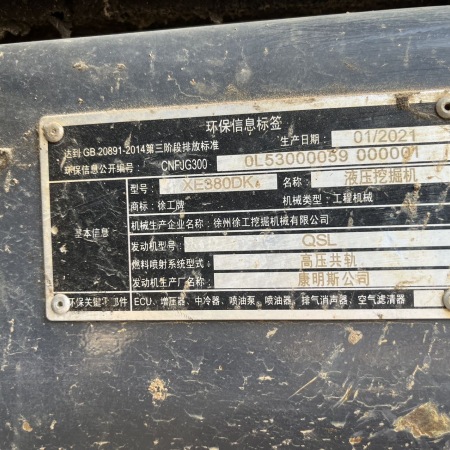 环保信息标签
达到 GB 20891-2014第三阶段排放标准 生产日期: 01/2021
环保信息公开编号: CNFJG300 0L53000039 000001
型号: XE380DK 名称: 液压挖掘机
商标: 徐工牌 机械类型: 工程机械
基本信息 机械生产企业名称: 徐州徐工挖掘机械有限公司
发动机型号: QSL
燃料喷射系统型式: 高压共轨
发动机生产厂名称: 康明斯公司
环保关键 件 ECU、增压器、中冷器、喷油泵、喷油器、排气消声器、空气滤清器